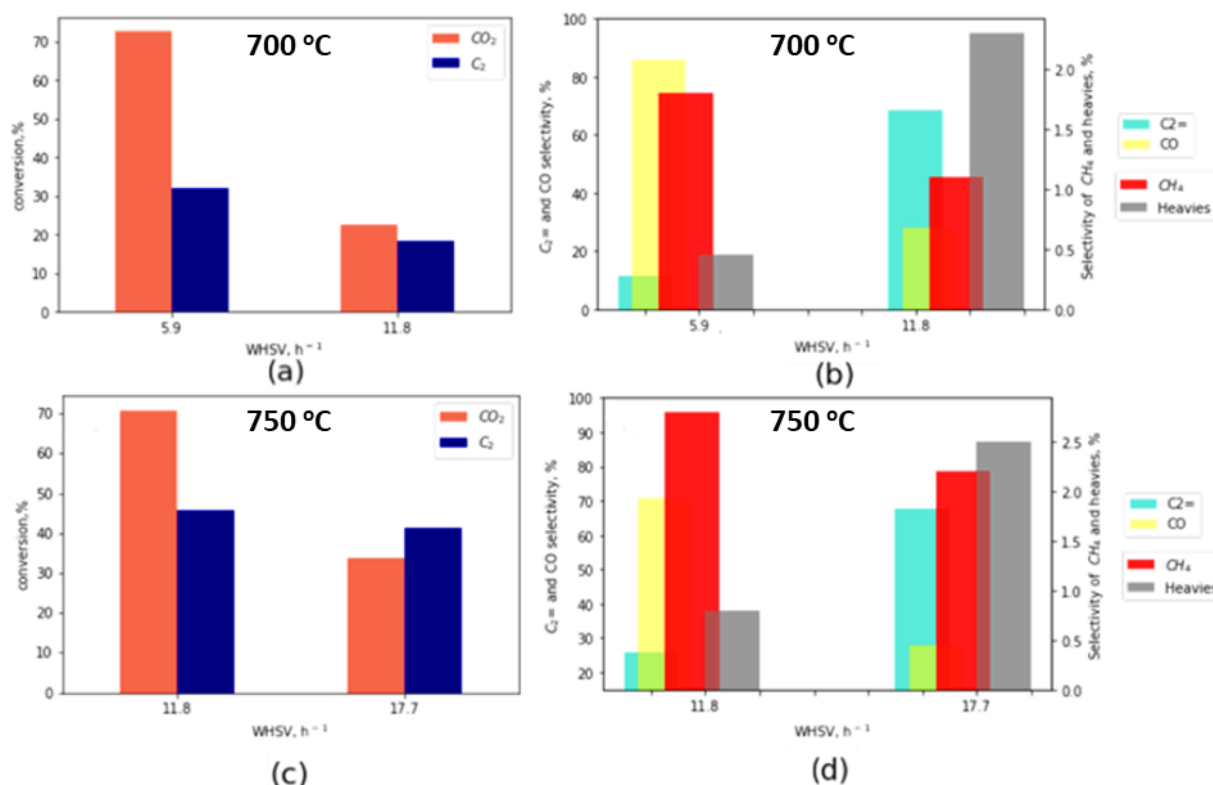 700 °C
CO₂
C₂
conversion,%
70
60
50
40
30
20
10
0
5.9
11.8
WHSV, h⁻¹
(a)
700 °C
C₂= and CO selectivity, %
100
80
60
40
20
0
5.9
11.8
WHSV, h⁻¹
2.0
1.5
1.0
0.5
0.0
Selectivity of CH₄ and heavies, %
C2=
CO
CH₄
Heavies
(b)
750 °C
CO₂
C₂
conversion,%
70
60
50
40
30
20
10
0
11.8
17.7
WHSV, h⁻¹
(c)
750 °C
C₂= and CO selectivity, %
100
90
80
70
60
50
40
30
20
11.8
17.7
WHSV, h⁻¹
2.5
2.0
1.5
1.0
0.5
0.0
Selectivity of CH₄ and heavies, %
C2=
CO
CH₄
Heavies
(d)